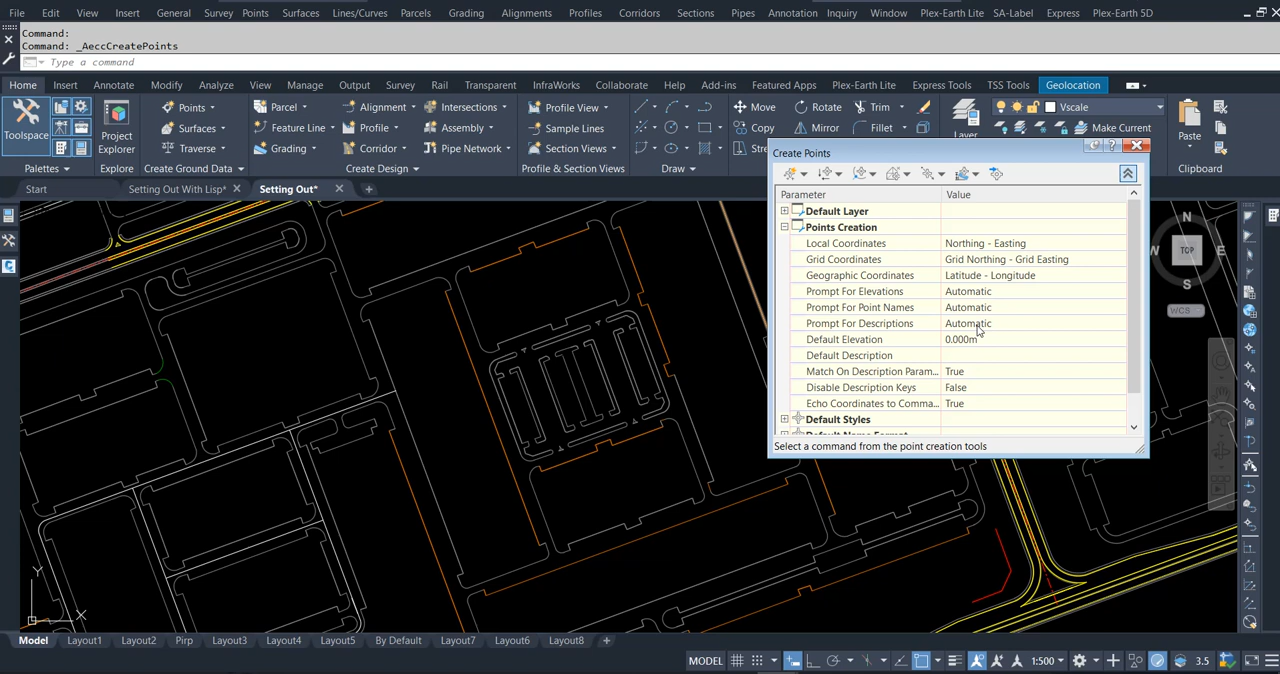 File Edit View Insert General Survey Points Surfaces Lines/Curves Parcels Grading Alignments Profiles Corridors Sections Pipes Annotation Inquiry Window Plex-Earth Lite SA-Label Express Plex-Earth 5D
Command:
Command: _AeccCreatePoints
Type a command
Home Insert Annotate Modify Analyze View Manage Output Survey Rail Transparent InfraWorks Collaborate Help Add-ins Featured Apps Plex-Earth Lite Express Tools TSS Tools Geolocation
Points Parcel Alignment Intersections Profile View Move Rotate Trim Vscale
Toolspace Project Explorer Surfaces Feature Line Profile Assembly Sample Lines Copy Mirror Fillet Layer Make Current Paste
Traverse Grading Corridor Pipe Network Section Views Stre
Palettes Explore Create Ground Data Create Design Profile & Section Views Draw Clipboard
Start Setting Out With Lisp* Setting Out*
Create Points
Parameter Value
Default Layer
Points Creation
Local Coordinates Northing - Easting
Grid Coordinates Grid Northing - Grid Easting
Geographic Coordinates Latitude - Longitude
Prompt For Elevations Automatic
Prompt For Point Names Automatic
Prompt For Descriptions Automatic
Default Elevation 0.000m
Default Description
Match On Description Param... True
Disable Description Keys False
Echo Coordinates to Comma... True
Default Styles
Default Name Format
Select a command from the point creation tools
N
W TOP E
S
WCS
Y
X
Model Layout1 Layout2 Pirp Layout3 Layout4 Layout5 By Default Layout7 Layout6 Layout8
MODEL 1:500 3.5